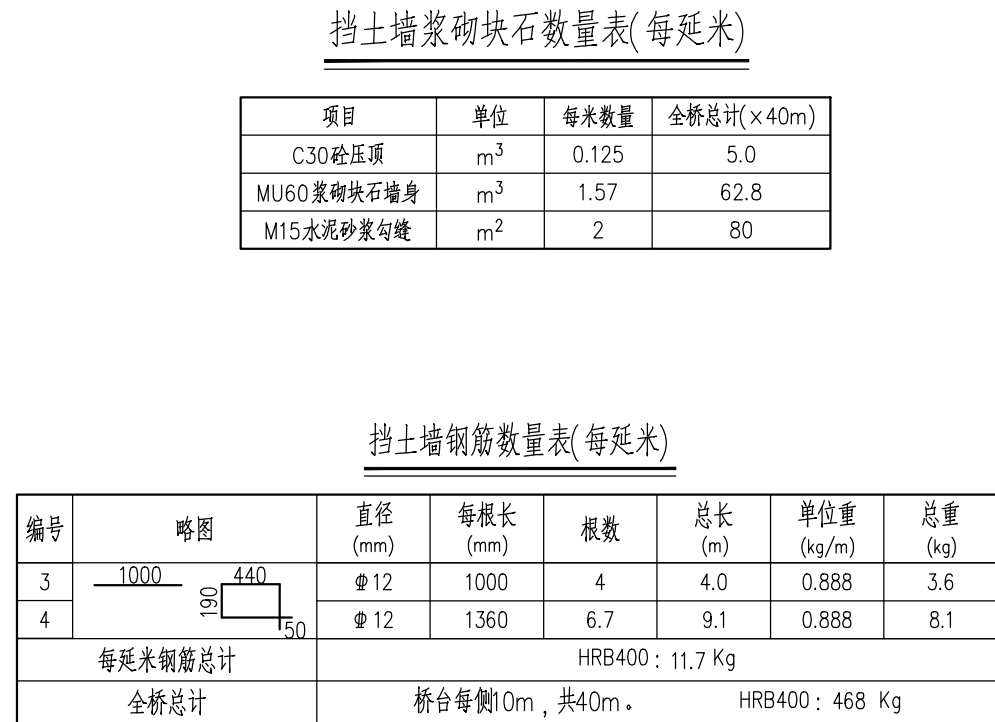 挡土墙浆砌块石数量表(每延米)
项目 单位 每米数量 全桥总计(×40m)
C30砼压顶 m³ 0.125 5.0
MU60浆砌块石墙身 m³ 1.57 62.8
M15水泥砂浆勾缝 m² 2 80
挡土墙钢筋数量表(每延米)
编号 略图 直径(mm) 每根长(mm) 根数 总长(m) 单位重(kg/m) 总重(kg)
3 1000 440 Φ12 1000 4 4.0 0.888 3.6
4 190 50 Φ12 1360 6.7 9.1 0.888 8.1
每延米钢筋总计 HRB400：11.7 Kg
全桥总计 桥台每侧10m，共40m。 HRB400：468 Kg